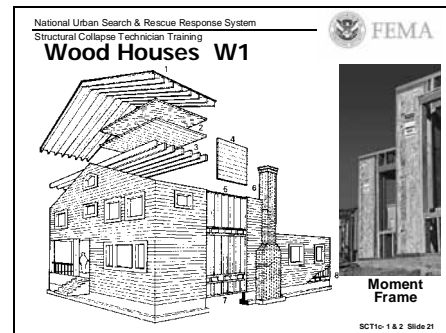 National Urban Search & Rescue Response System
Structural Collapse Technician Training
Wood Houses W1
FEMA
1
2
3
4
5
6
7
8
Moment
Frame
SCT1c- 1 & 2 Slide 21